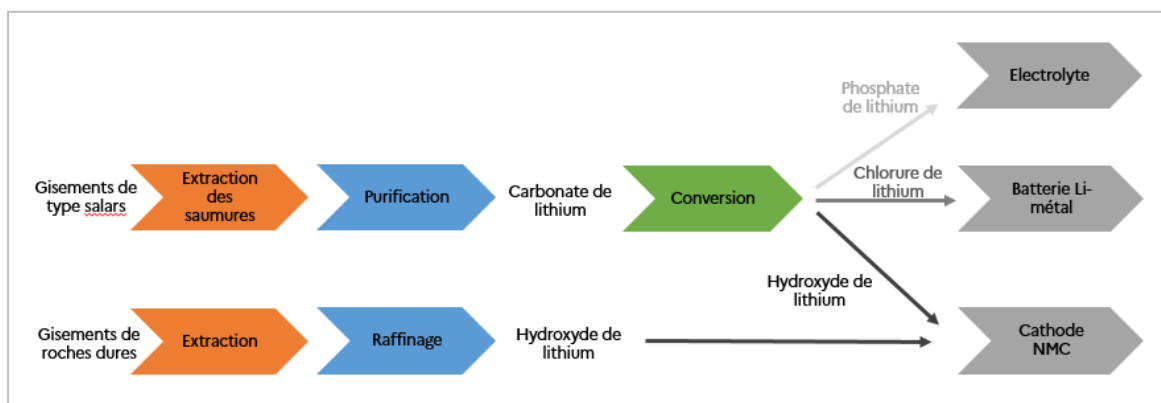 Electrolyte
Phosphate
de lithium
Gisements de
type salars
Extraction
des
saumures
Purification
Carbonate de
lithium
Conversion
Chlorure de
lithium
Batterie Li-
métal
Hydroxyde de
lithium
Gisements de
roches dures
Extraction
Raffinage
Hydroxyde de
lithium
Cathode
NMC